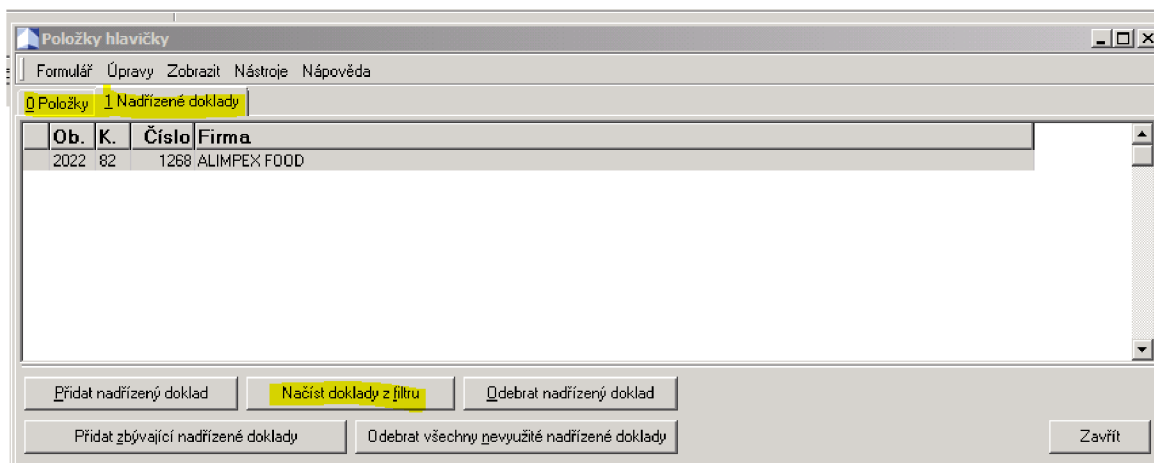 Položky hlavičky
Formulář Úpravy Zobrazit Nástroje Nápověda
0 Položky 1 Nadřízené doklady
Ob. K. Číslo Firma
2022 82 1268 ALIMPEX FOOD
Přidat nadřízený doklad Načíst doklady z filtru Odebrat nadřízený doklad
Přidat zbývající nadřízené doklady Odebrat všechny nevyužité nadřízené doklady Zavřít